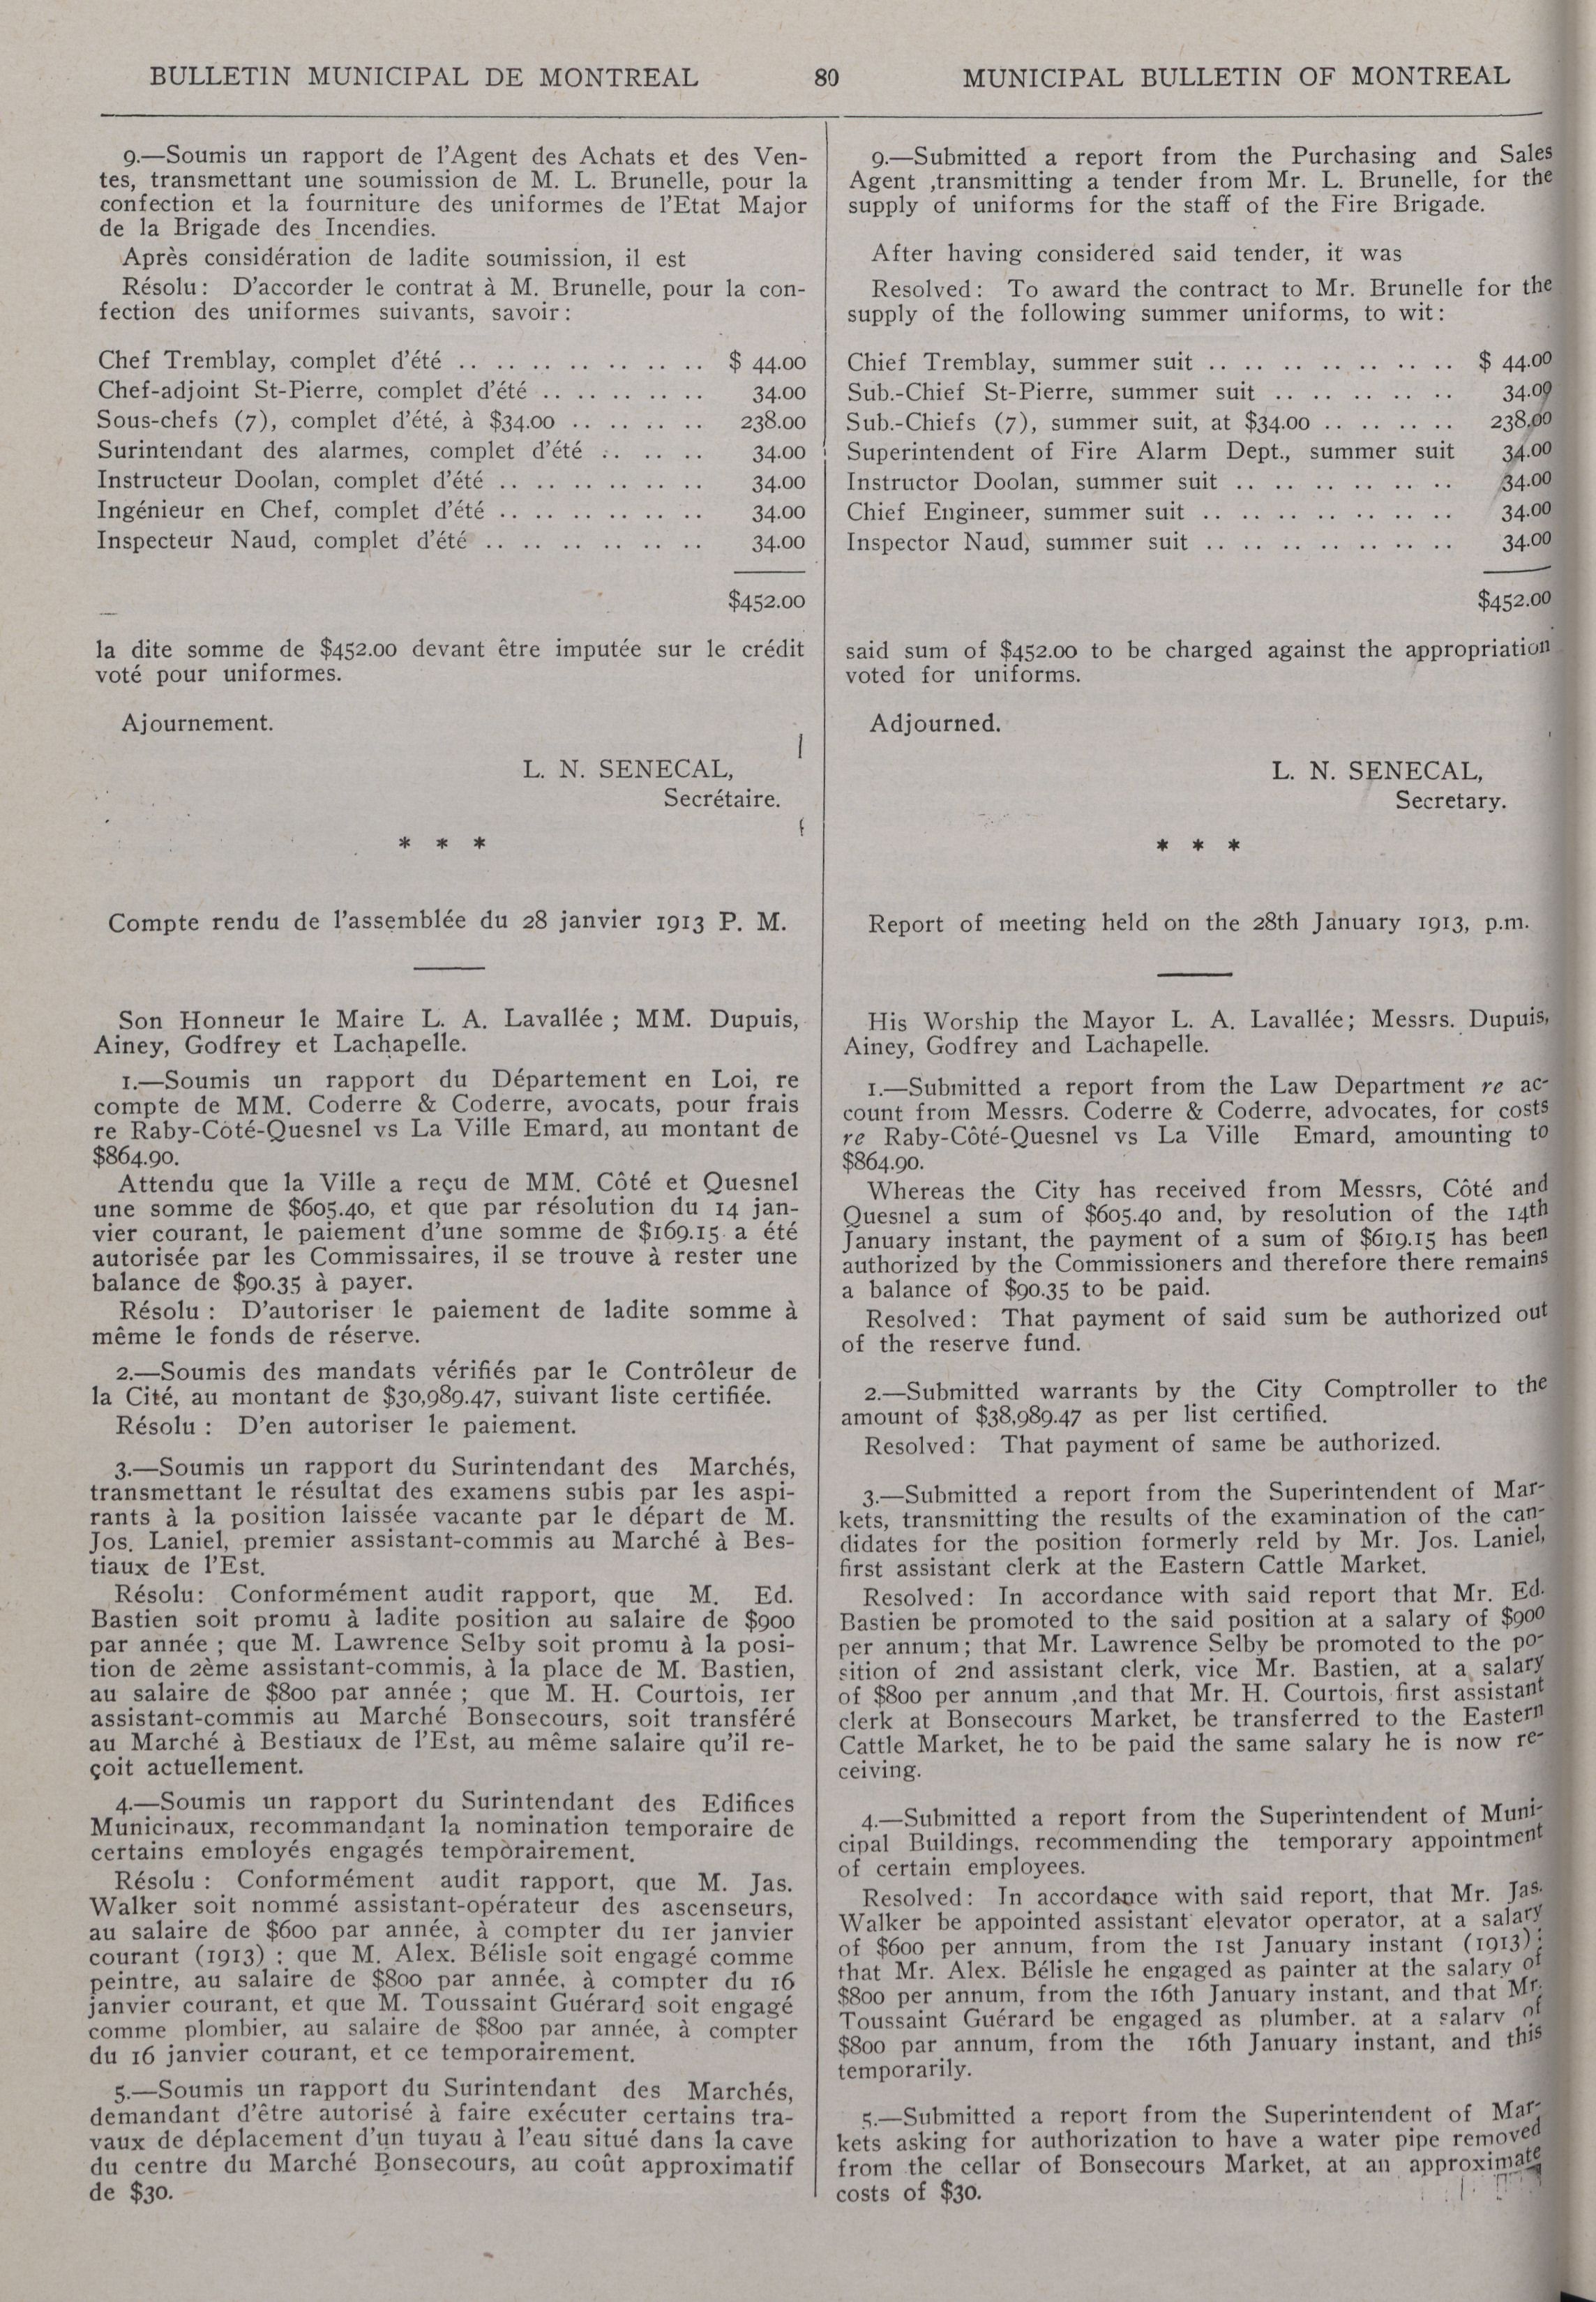 BULLETIN MUNICIPAL DE MONTREAL 80 MUNICIPAL BULLETIN OF MONTREAL
9.—Soumis un rapport de l'Agent des Achats et des Ven-
tes, transmettant une soumission de M. L. Brunelle, pour la
confection et la fourniture des uniformes de l'Etat Major
de la Brigade des Incendies.
Après considération de ladite soumission, il est
Résolu: D'accorder le contrat à M. Brunelle, pour la con-
fection des uniformes suivants, savoir:
Chef Tremblay, complet d'été .. .. .. .. .. .. .. $ 44.00
Chef-adjoint St-Pierre, complet d'été .. .. .. .. .. 34.00
Sous-chefs (7), complet d'été, à $34.00 .. .. .. .. 238.00
Surintendant des alarmes, complet d'été .. .. .. 34.00
Instructeur Doolan, complet d'été .. .. .. .. .. .. 34.00
Ingénieur en Chef, complet d'été .. .. .. .. .. .. 34.00
Inspecteur Naud, complet d'été .. .. .. .. .. .. 34.00
$452.00
la dite somme de $452.00 devant être imputée sur le crédit
voté pour uniformes.
Ajournement.
L. N. SENECAL,
Secrétaire.
* * *
Compte rendu de l'assemblée du 28 janvier 1913 P. M.
Son Honneur le Maire L. A. Lavallée; MM. Dupuis,
Ainey, Godfrey et Lachapelle.
1.—Soumis un rapport du Département en Loi, re
compte de MM. Coderre & Coderre, avocats, pour frais
re Raby-Côté-Quesnel vs La Ville Emard, au montant de
$864.90.
Attendu que la Ville a reçu de MM. Côté et Quesnel
une somme de $605.40, et que par résolution du 14 jan-
vier courant, le paiement d'une somme de $169.15 a été
autorisée par les Commissaires, il se trouve à rester une
balance de $90.35 à payer.
Résolu : D'autoriser le paiement de ladite somme à
même le fonds de réserve.
2.—Soumis des mandats vérifiés par le Contrôleur de
la Cité, au montant de $30,989.47, suivant liste certifiée.
Résolu : D'en autoriser le paiement.
3.—Soumis un rapport du Surintendant des Marchés,
transmettant le résultat des examens subis par les aspi-
rants à la position laissée vacante par le départ de M.
Jos. Laniel, premier assistant-commis au Marché à Bes-
tiaux de l'Est.
Résolu: Conformément audit rapport, que M. Ed.
Bastien soit promu à ladite position au salaire de $900
par année ; que M. Lawrence Selby soit promu à la posi-
tion de 2ème assistant-commis, à la place de M. Bastien,
au salaire de $800 par année ; que M. H. Courtois, 1er
assistant-commis au Marché Bonsecours, soit transféré
au Marché à Bestiaux de l'Est, au même salaire qu'il re-
çoit actuellement.
4.—Soumis un rapport du Surintendant des Edifices
Municipaux, recommandant la nomination temporaire de
certains employés engagés temporairement.
Résolu : Conformément audit rapport, que M. Jas.
Walker soit nommé assistant-opérateur des ascenseurs,
au salaire de $600 par année, à compter du 1er janvier
courant (1913) ; que M. Alex. Bélisle soit engagé comme
peintre, au salaire de $800 par année, à compter du 16
janvier courant, et que M. Toussaint Guérard soit engagé
comme plombier, au salaire de $800 par année, à compter
du 16 janvier courant, et ce temporairement.
5.—Soumis un rapport du Surintendant des Marchés,
demandant d'être autorisé à faire exécuter certains tra-
vaux de déplacement d'un tuyau à l'eau situé dans la cave
du centre du Marché Bonsecours, au coût approximatif
de $30.
9.—Submitted a report from the Purchasing and Sales
Agent ,transmitting a tender from Mr. L. Brunelle, for the
supply of uniforms for the staff of the Fire Brigade.
After having considered said tender, it was
Resolved: To award the contract to Mr. Brunelle for the
supply of the following summer uniforms, to wit:
Chief Tremblay, summer suit .. .. .. .. .. .. .. $ 44.00
Sub.-Chief St-Pierre, summer suit .. .. .. .. .. 34.00
Sub.-Chiefs (7), summer suit, at $34.00 .. .. .. .. 238.00
Superintendent of Fire Alarm Dept., summer suit 34.00
Instructor Doolan, summer suit .. .. .. .. .. .. 34.00
Chief Engineer, summer suit .. .. .. .. .. .. .. 34.00
Inspector Naud, summer suit .. .. .. .. .. .. .. 34.00
$452.00
said sum of $452.00 to be charged against the appropriation
voted for uniforms.
Adjourned.
L. N. SENECAL,
Secretary.
* * *
Report of meeting held on the 28th January 1913, p.m.
His Worship the Mayor L. A. Lavallée; Messrs. Dupuis,
Ainey, Godfrey and Lachapelle.
1.—Submitted a report from the Law Department re ac-
count from Messrs. Coderre & Coderre, advocates, for costs
re Raby-Côté-Quesnel vs La Ville Emard, amounting to
$864.90.
Whereas the City has received from Messrs, Côté and
Quesnel a sum of $605.40 and, by resolution of the 14th
January instant, the payment of a sum of $619.15 has been
authorized by the Commissioners and therefore there remains
a balance of $90.35 to be paid.
Resolved: That payment of said sum be authorized out
of the reserve fund.
2.—Submitted warrants by the City Comptroller to the
amount of $38,989.47 as per list certified.
Resolved: That payment of same be authorized.
3.—Submitted a report from the Superintendent of Mar-
kets, transmitting the results of the examination of the can-
didates for the position formerly reld by Mr. Jos. Laniel,
first assistant clerk at the Eastern Cattle Market.
Resolved: In accordance with said report that Mr. Ed.
Bastien be promoted to the said position at a salary of $900
per annum; that Mr. Lawrence Selby be promoted to the po-
sition of 2nd assistant clerk, vice Mr. Bastien, at a salary
of $800 per annum ,and that Mr. H. Courtois, first assistant
clerk at Bonsecours Market, be transferred to the Eastern
Cattle Market, he to be paid the same salary he is now re-
ceiving.
4.—Submitted a report from the Superintendent of Muni-
cipal Buildings, recommending the temporary appointment
of certain employees.
Resolved: In accordance with said report, that Mr. Jas.
Walker be appointed assistant elevator operator, at a salary
of $600 per annum, from the 1st January instant (1913);
that Mr. Alex. Bélisle he engaged as painter at the salary of
$800 per annum, from the 16th January instant, and that Mr.
Toussaint Guérard be engaged as plumber, at a salary of
$800 par annum, from the 16th January instant, and this
temporarily.
5.—Submitted a report from the Superintendent of Mar-
kets asking for authorization to have a water pipe removed
from the cellar of Bonsecours Market, at an approximate
costs of $30.